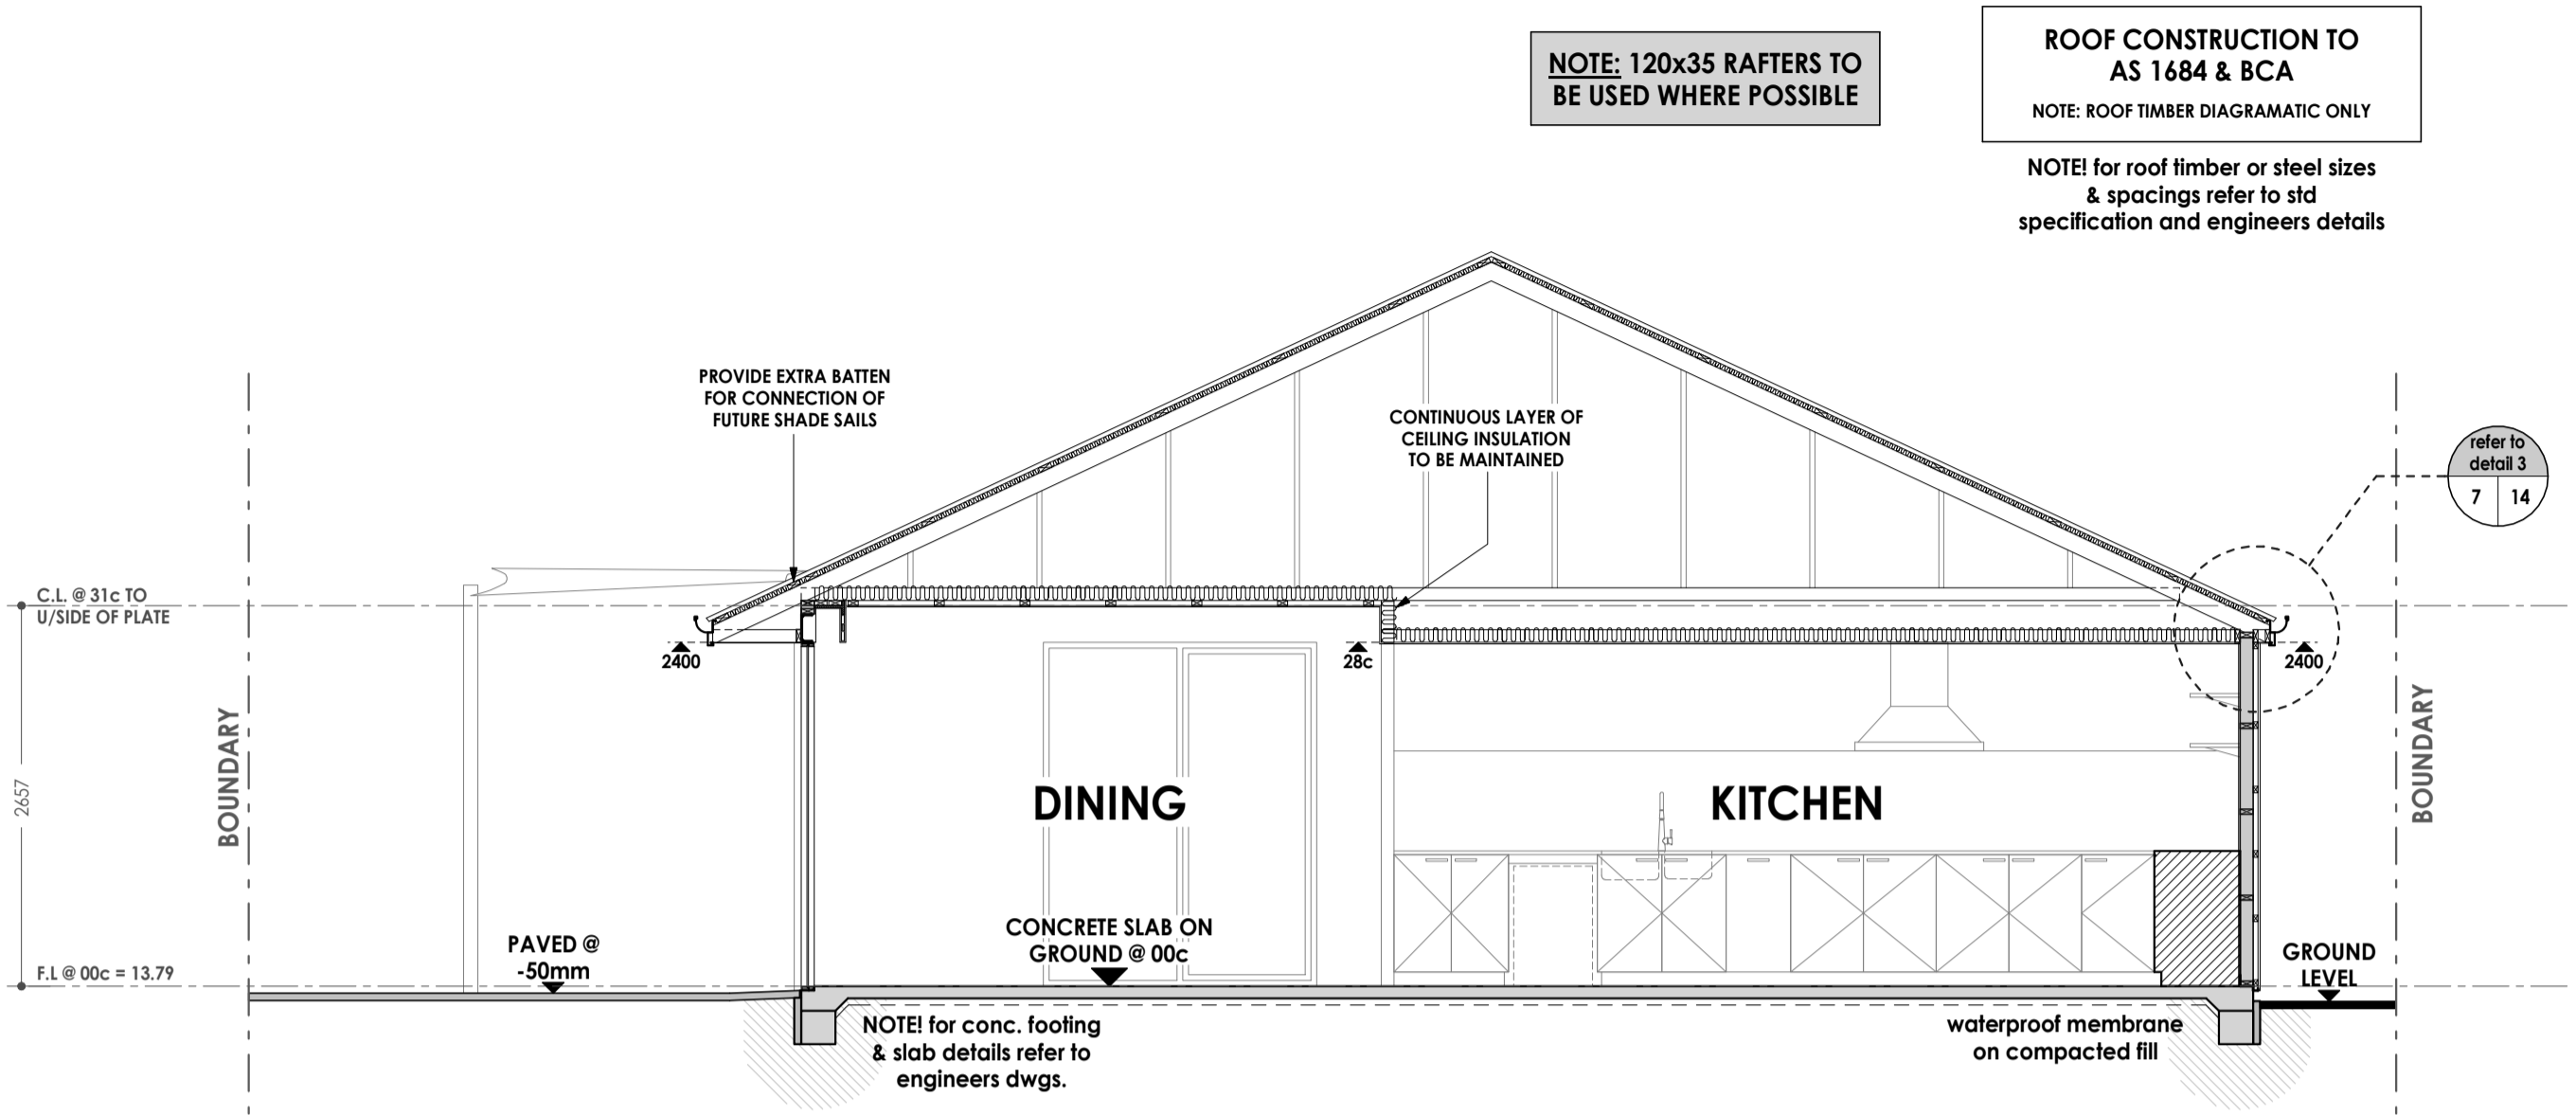 NOTE: 120x35 RAFTERS TO
BE USED WHERE POSSIBLE
ROOF CONSTRUCTION TO
AS 1684 & BCA
NOTE: ROOF TIMBER DIAGRAMATIC ONLY
NOTE! for roof timber or steel sizes
& spacings refer to std
specification and engineers details
PROVIDE EXTRA BATTEN
FOR CONNECTION OF
FUTURE SHADE SAILS
CONTINUOUS LAYER OF
CEILING INSULATION
TO BE MAINTAINED
refer to
detail 3
7 14
C.L. @ 31c TO
U/SIDE OF PLATE
2400
28c
2400
BOUNDARY
BOUNDARY
2657
DINING
KITCHEN
CONCRETE SLAB ON
GROUND @ 00c
PAVED @
-50mm
F.L @ 00c = 13.79
GROUND
LEVEL
NOTE! for conc. footing
& slab details refer to
engineers dwgs.
waterproof membrane
on compacted fill